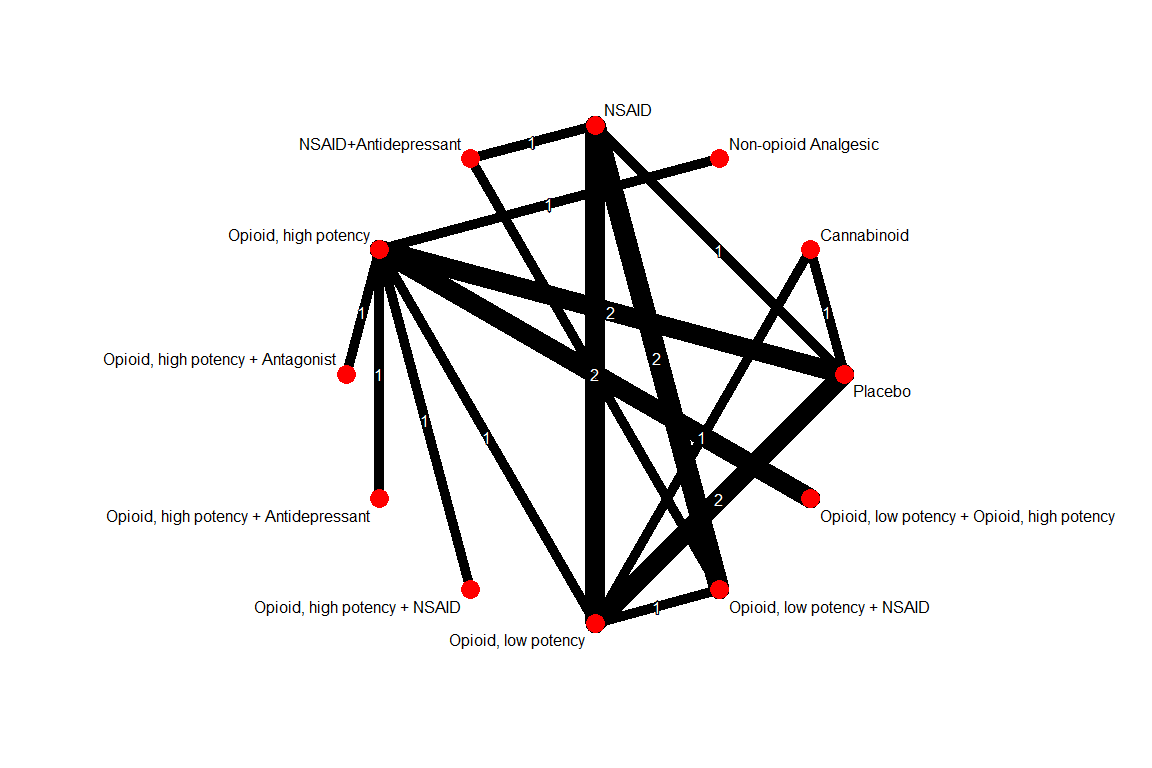 NSAID
NSAID+Antidepressant
1
Non-opioid Analgesic
1
Opioid, high potency
Cannabinoid
1
1
2
1
Opioid, high potency + Antagonist
2
1
2
Placebo
1
1
1
2
Opioid, high potency + Antidepressant
Opioid, low potency + Opioid, high potency
Opioid, high potency + NSAID
1
Opioid, low potency + NSAID
Opioid, low potency